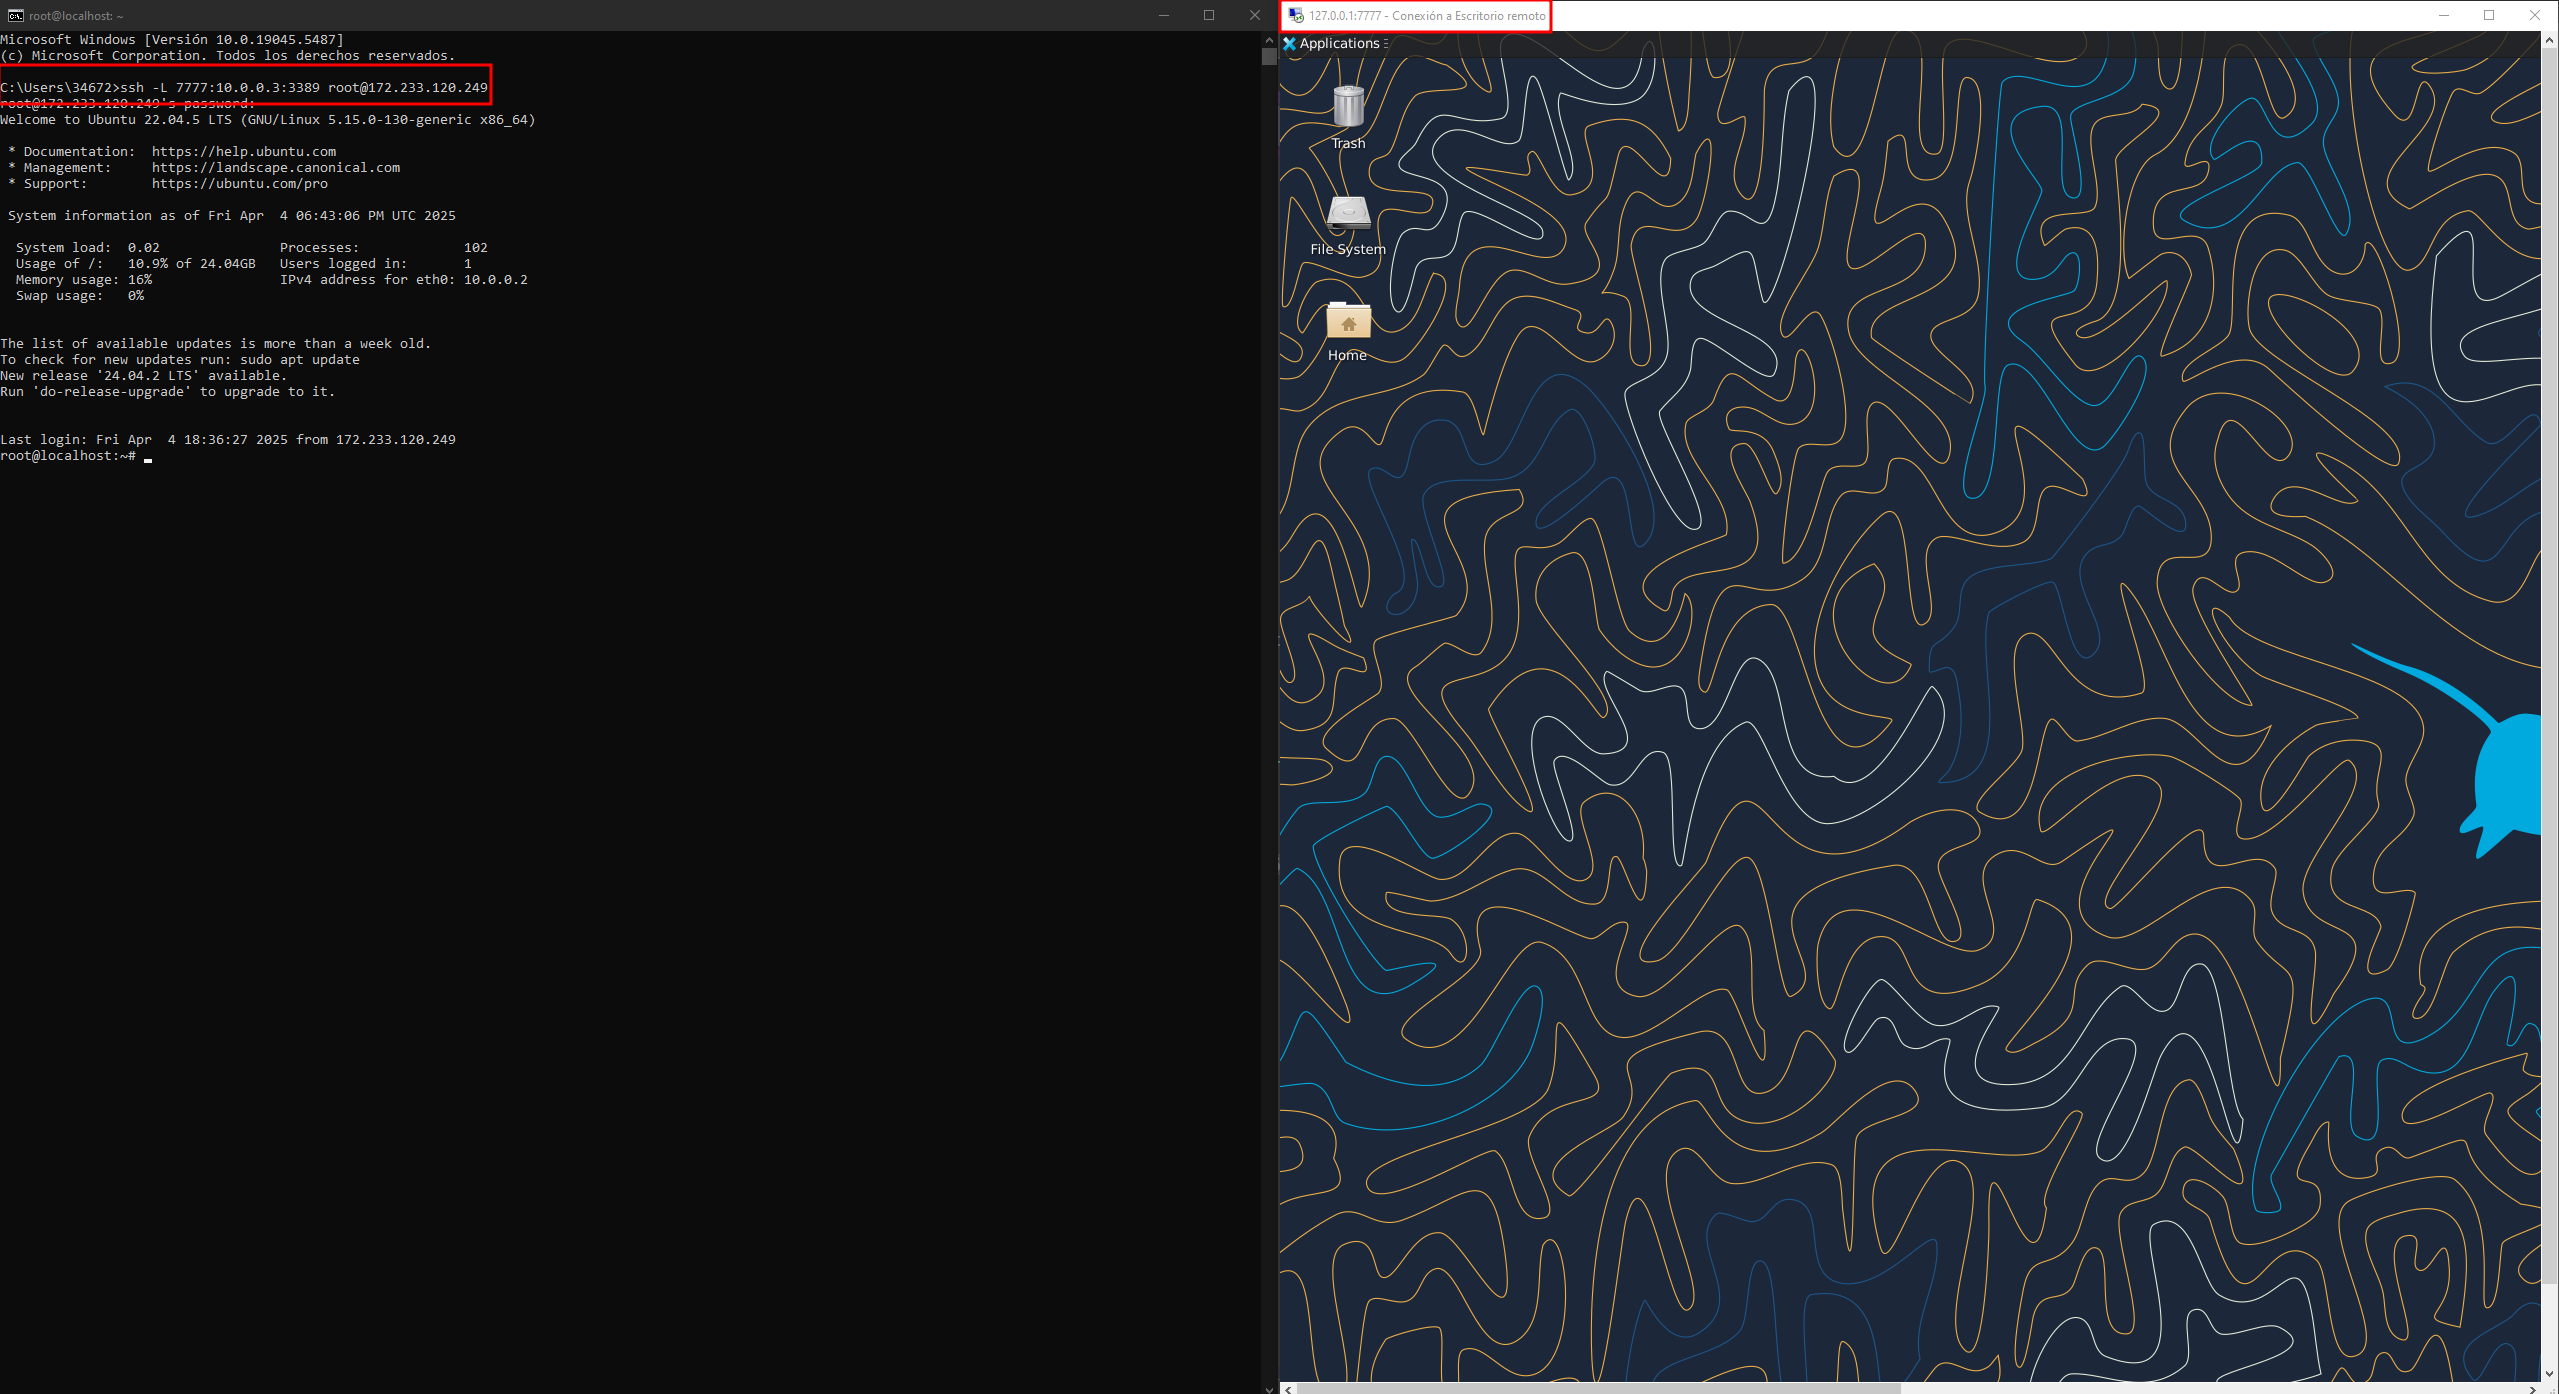 root@localhost: ~
Microsoft Windows [Versión 10.0.19045.5487]
(c) Microsoft Corporation. Todos los derechos reservados.
C:\Users\34672>ssh -L 7777:10.0.0.3:3389 root@172.233.120.249
root@172.233.120.249's password:
Welcome to Ubuntu 22.04.5 LTS (GNU/Linux 5.15.0-130-generic x86_64)
* Documentation:  https://help.ubuntu.com
* Management:     https://landscape.canonical.com
* Support:        https://ubuntu.com/pro
System information as of Fri Apr  4 06:43:06 PM UTC 2025
System load:  0.02               Processes:             102
Usage of /:   10.9% of 24.04GB   Users logged in:       1
Memory usage: 16%                IPv4 address for eth0: 10.0.0.2
Swap usage:   0%
The list of available updates is more than a week old.
To check for new updates run: sudo apt update
New release '24.04.2 LTS' available.
Run 'do-release-upgrade' to upgrade to it.
Last login: Fri Apr  4 18:36:27 2025 from 172.233.120.249
root@localhost:~#
127.0.0.1:7777 - Conexión a Escritorio remoto
Applications
Trash
File System
Home